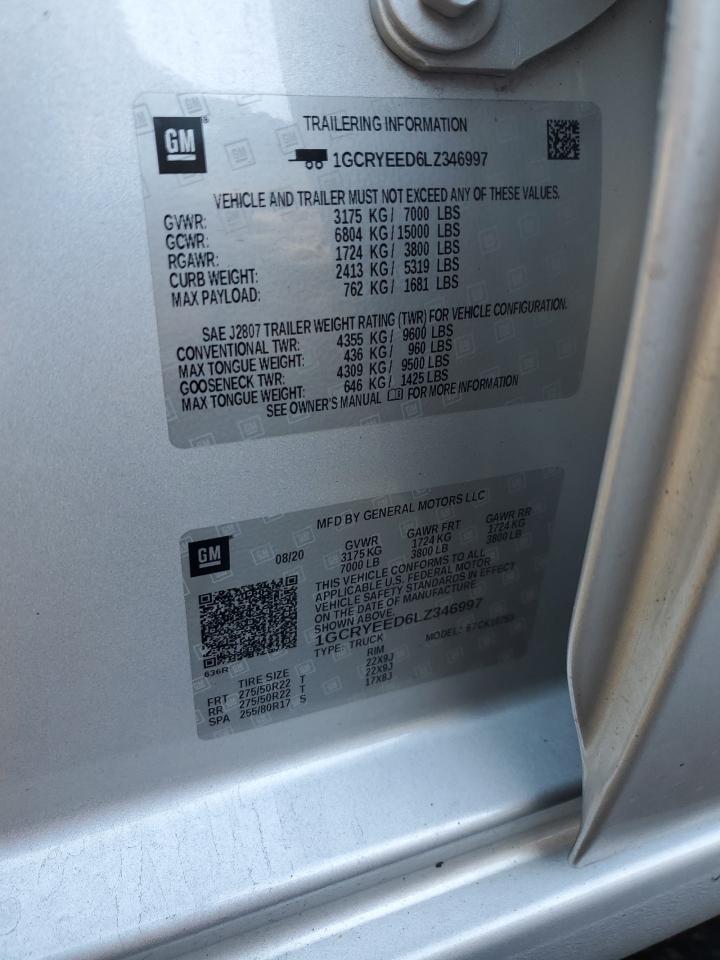 GM
TRAILERING INFORMATION
1GCRYEED6LZ346997
VEHICLE AND TRAILER MUST NOT EXCEED ANY OF THESE VALUES.
GVWR: 3175 KG/ 7000 LBS
GCWR: 6804 KG/ 15000 LBS
RGAWR: 1724 KG/ 3800 LBS
CURB WEIGHT: 2413 KG/ 5319 LBS
MAX PAYLOAD: 762 KG/ 1681 LBS
SAE J2807 TRAILER WEIGHT RATING (TWR) FOR VEHICLE CONFIGURATION.
CONVENTIONAL TWR: 4355 KG/ 9600 LBS
MAX TONGUE WEIGHT: 436 KG/ 960 LBS
GOOSENECK TWR: 4309 KG/ 9500 LBS
MAX TONGUE WEIGHT: 646 KG/ 1425 LBS
SEE OWNER'S MANUAL FOR MORE INFORMATION
GM
MFD BY GENERAL MOTORS LLC
08/20 GVWR GAWR FRT GAWR RR
3175 KG 1724 KG 1724 KG
7000 LB 3800 LB 3800 LB
THIS VEHICLE CONFORMS TO ALL
APPLICABLE U.S. FEDERAL MOTOR
VEHICLE SAFETY STANDARDS IN EFFECT
ON THE DATE OF MANUFACTURE
SHOWN ABOVE.
1GCRYEED6LZ346997
TYPE: TRUCK MODEL:
636R
TIRE SIZE RIM
FRT 275/50R22 T 22X9J
RR 275/50R22 T 22X9J
SPA 255/80R17 S 17X8J